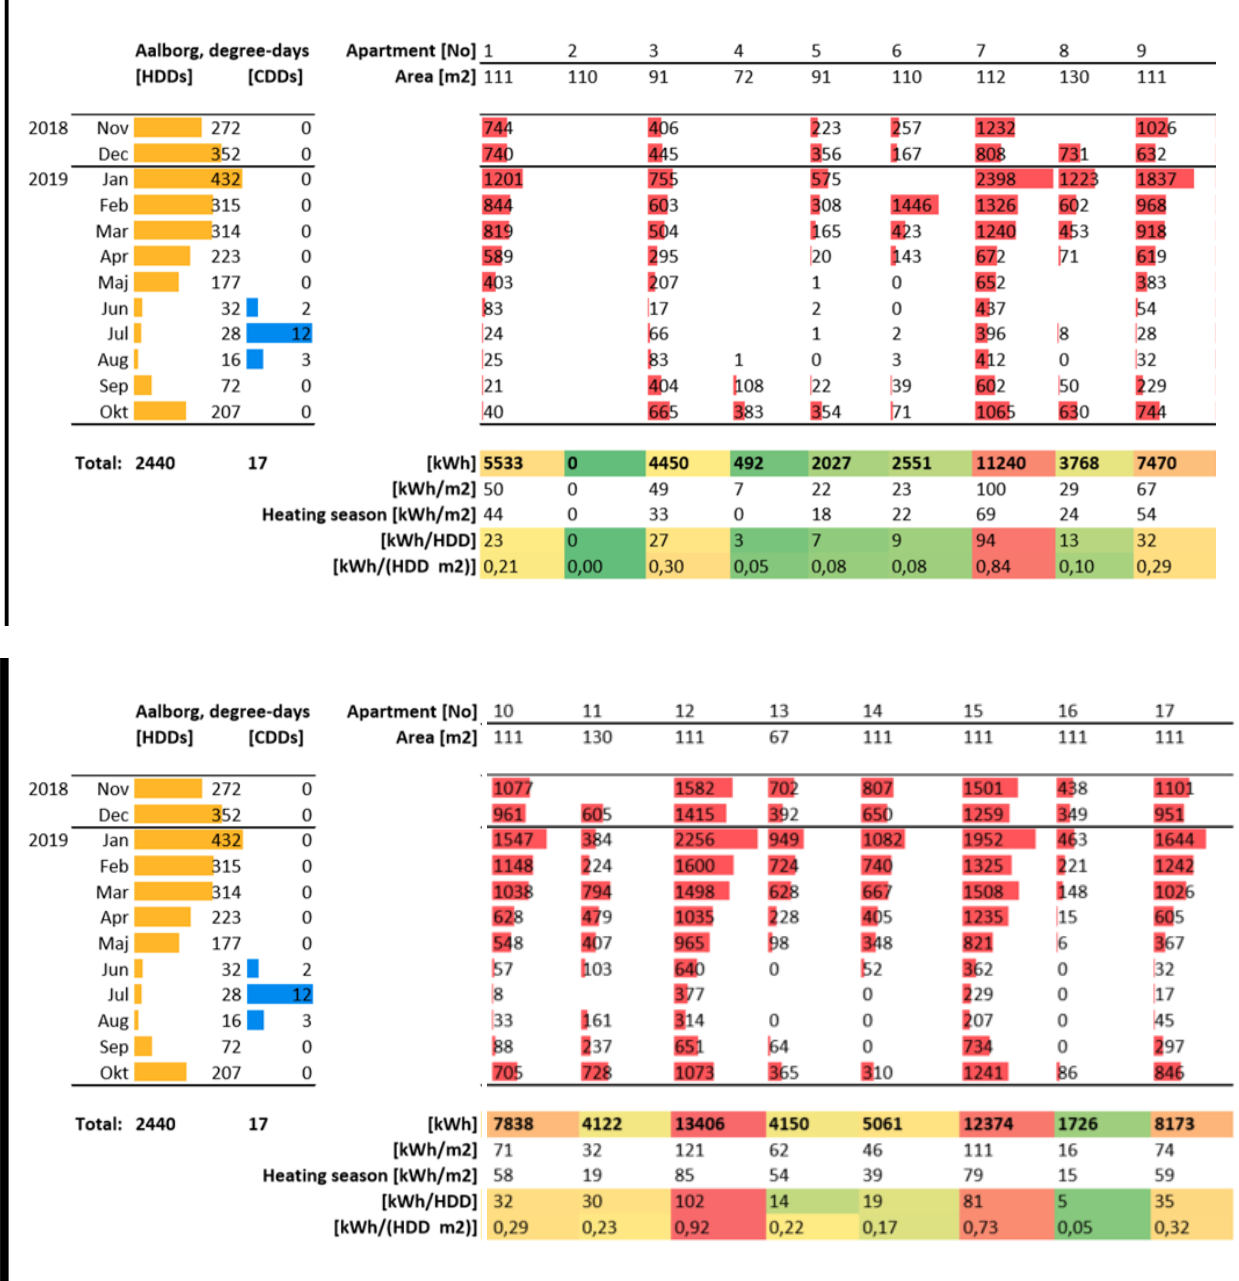 Aalborg, degree-days Apartment [No] 1 2 3 4 5 6 7 8 9
[HDDs] [CDDs] Area [m2] 111 110 91 72 91 110 112 130 111
2018 Nov 272 0 744 406 223 257 1232 1026
Dec 352 0 740 445 356 167 808 731 632
2019 Jan 432 0 1201 755 575 2398 1223 1837
Feb 315 0 844 603 308 1446 1326 602 968
Mar 314 0 819 504 165 423 1240 453 918
Apr 223 0 589 295 20 143 672 71 619
Maj 177 0 403 207 1 0 652 383
Jun 32 2 83 17 2 0 437 54
Jul 28 12 24 66 1 2 396 8 28
Aug 16 3 25 83 1 0 3 412 0 32
Sep 72 0 21 404 108 22 39 602 50 229
Okt 207 0 40 665 383 354 71 1065 630 744
Total: 2440 17 [kWh] 5533 0 4450 492 2027 2551 11240 3768 7470
[kWh/m2] 50 0 49 7 22 23 100 29 67
Heating season [kWh/m2] 44 0 33 0 18 22 69 24 54
[kWh/HDD] 23 0 27 3 7 9 94 13 32
[kWh/(HDD m2)] 0,21 0,00 0,30 0,05 0,08 0,08 0,84 0,10 0,29
Aalborg, degree-days Apartment [No] 10 11 12 13 14 15 16 17
[HDDs] [CDDs] Area [m2] 111 130 111 67 111 111 111 111
2018 Nov 272 0 1077 1582 702 807 1501 438 1101
Dec 352 0 961 605 1415 392 650 1259 349 951
2019 Jan 432 0 1547 384 2256 949 1082 1952 463 1644
Feb 315 0 1148 224 1600 724 740 1325 221 1242
Mar 314 0 1038 794 1498 628 667 1508 148 1026
Apr 223 0 628 479 1035 228 405 1235 15 605
Maj 177 0 548 407 965 98 348 821 6 367
Jun 32 2 57 103 640 0 52 362 0 32
Jul 28 12 8 377 0 229 0 17
Aug 16 3 33 161 314 0 0 207 0 45
Sep 72 0 88 237 651 64 0 734 0 297
Okt 207 0 705 728 1073 365 310 1241 86 846
Total: 2440 17 [kWh] 7838 4122 13406 4150 5061 12374 1726 8173
[kWh/m2] 71 32 121 62 46 111 16 74
Heating season [kWh/m2] 58 19 85 54 39 79 15 59
[kWh/HDD] 32 30 102 14 19 81 5 35
[kWh/(HDD m2)] 0,29 0,23 0,92 0,22 0,17 0,73 0,05 0,32